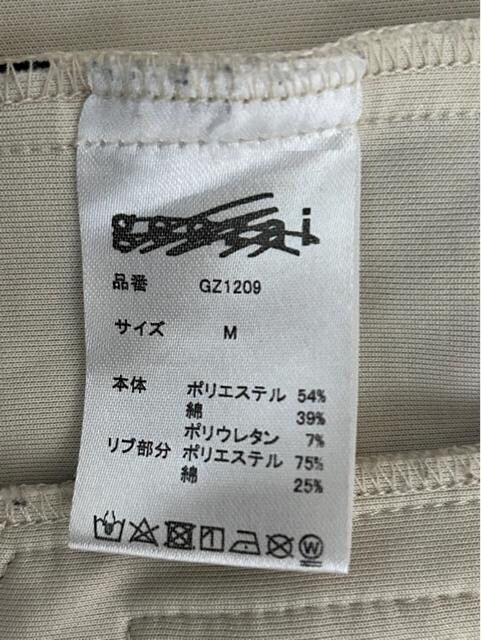 品番 GZ1209
サイズ M
本体 ポリエステル 54%
綿 39%
ポリウレタン 7%
リブ部分 ポリエステル 75%
綿 25%
W